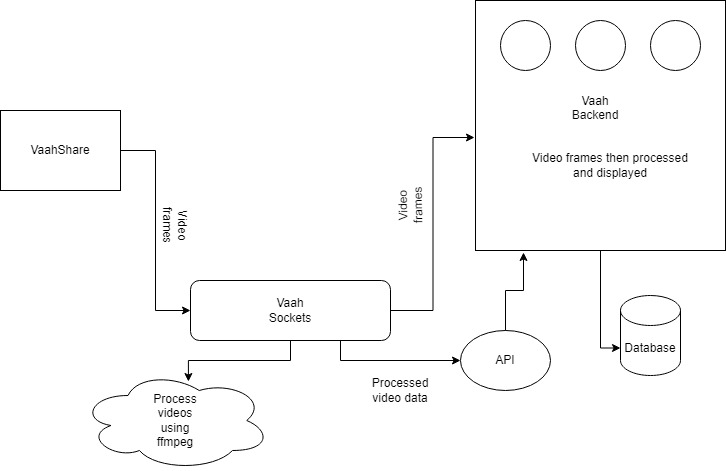 Vaah
Backend
Video frames then processed
and displayed
VaahShare
Video
frames
Video
frames
Vaah
Sockets
API
Database
Processed
video data
Process
videos
using
ffmpeg